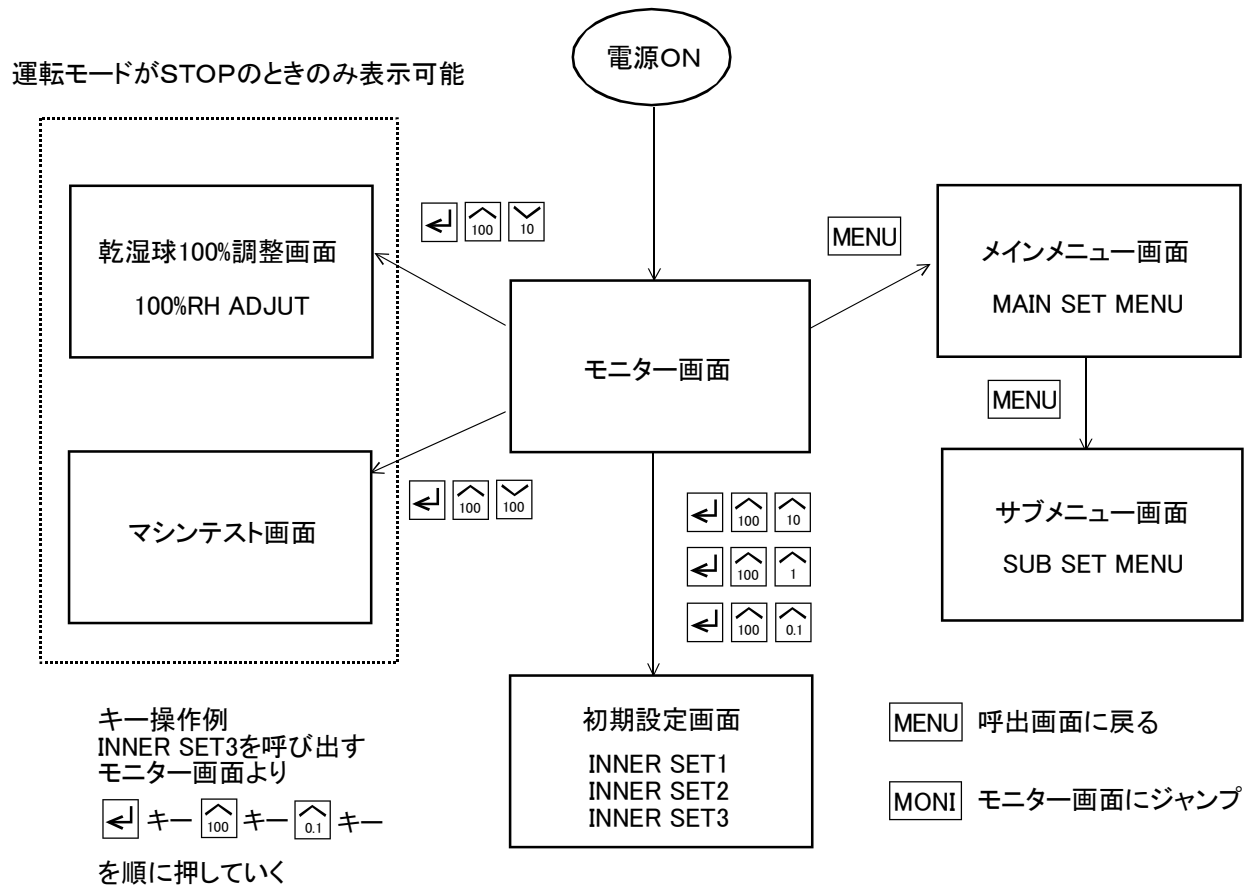 電源ON
運転モードがSTOPのときのみ表示可能
乾湿球100%調整画面
100%RH ADJUT
100
10
MENU
メインメニュー画面
MAIN SET MENU
モニター画面
MENU
マシンテスト画面
100
100
100
10
100
1
100
0.1
サブメニュー画面
SUB SET MENU
初期設定画面
INNER SET1
INNER SET2
INNER SET3
キー操作例
INNER SET3を呼び出す
モニター画面より
キー 100 キー 0.1 キー
を順に押していく
MENU 呼出画面に戻る
MONI モニター画面にジャンプ